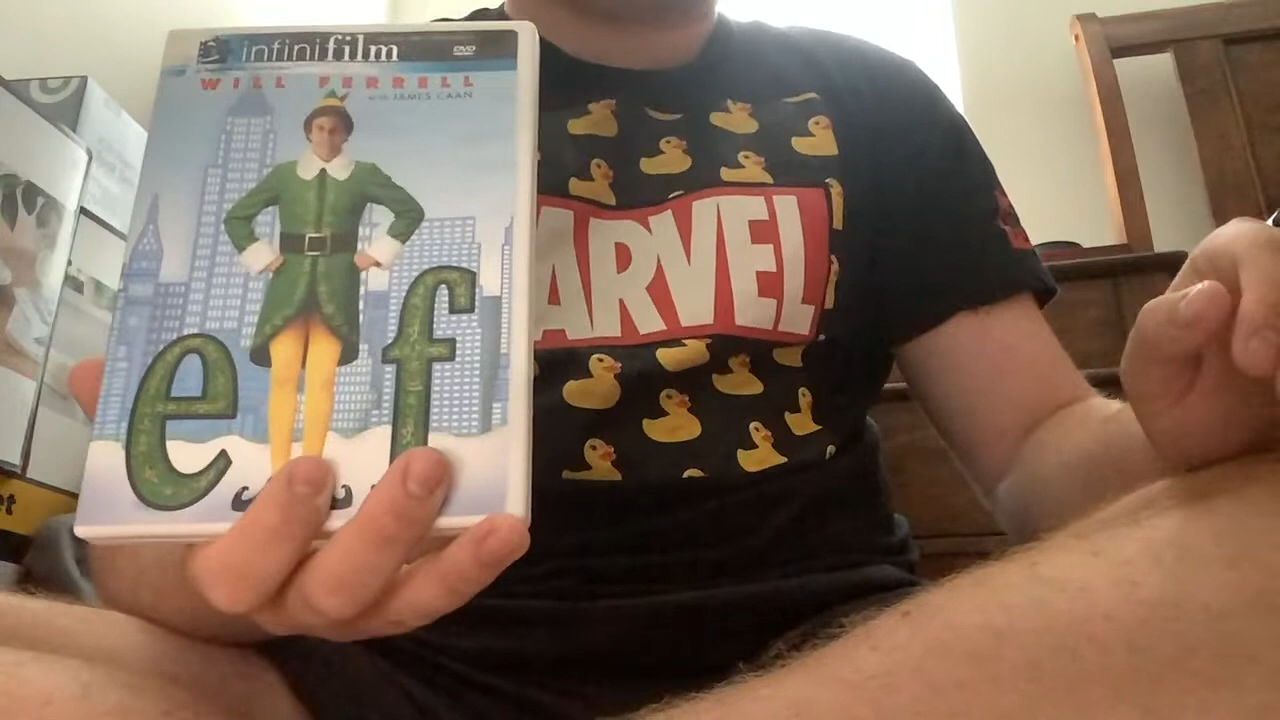 infinifilm
DVD
WILL FERRELL
with JAMES CAAN
elf
ARVEL